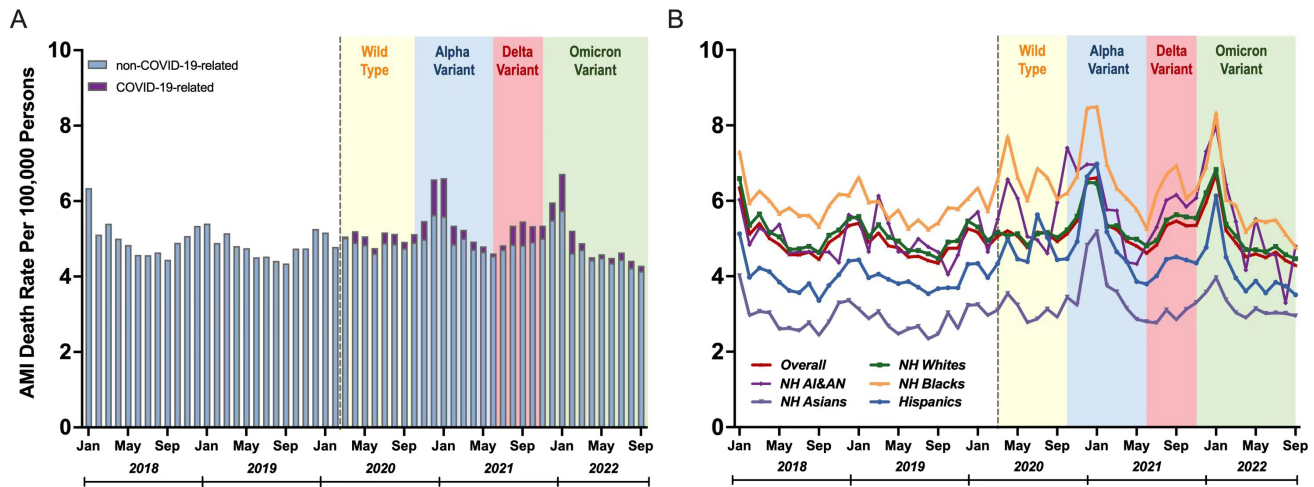 A
AMI Death Rate Per 100,000 Persons
10
8
6
4
2
0
non-COVID-19-related
COVID-19-related
Wild
Type
Alpha
Variant
Delta
Variant
Omicron
Variant
Jan May Sep Jan May Sep Jan May Sep Jan May Sep Jan May Sep
2018 2019 2020 2021 2022
B
10
8
6
4
2
0
Wild
Type
Alpha
Variant
Delta
Variant
Omicron
Variant
Overall
NH AI&AN
NH Asians
NH Whites
NH Blacks
Hispanics
Jan May Sep Jan May Sep Jan May Sep Jan May Sep Jan May Sep
2018 2019 2020 2021 2022